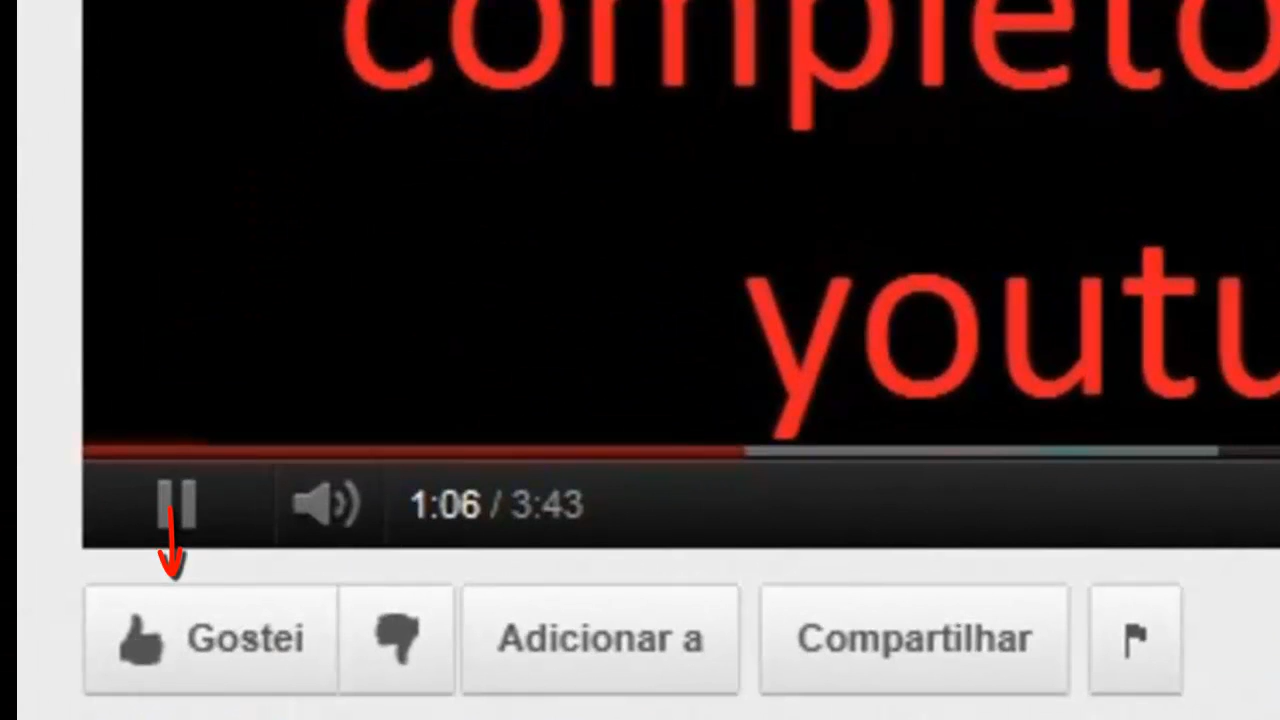 completo
youtu
1:06 / 3:43
Gostei
Adicionar a
Compartilhar